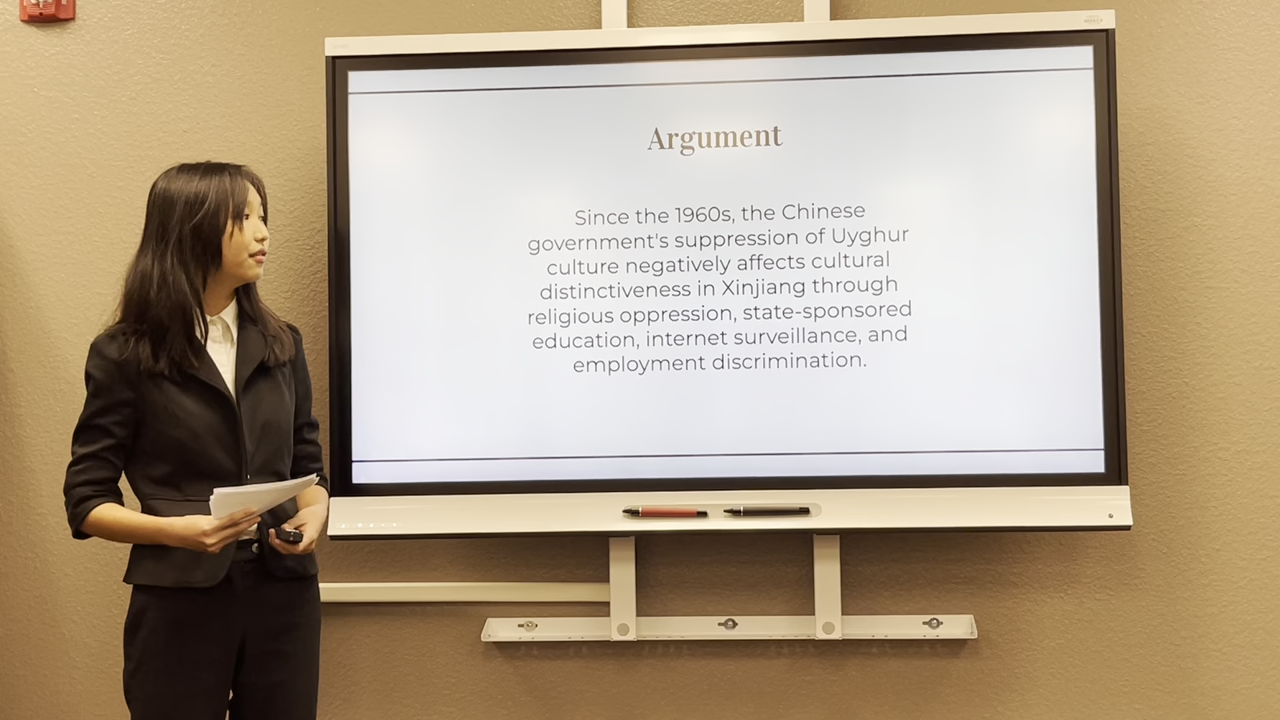 Argument
Since the 1960s, the Chinese
government's suppression of Uyghur
culture negatively affects cultural
distinctiveness in Xinjiang through
religious oppression, state-sponsored
education, internet surveillance, and
employment discrimination.